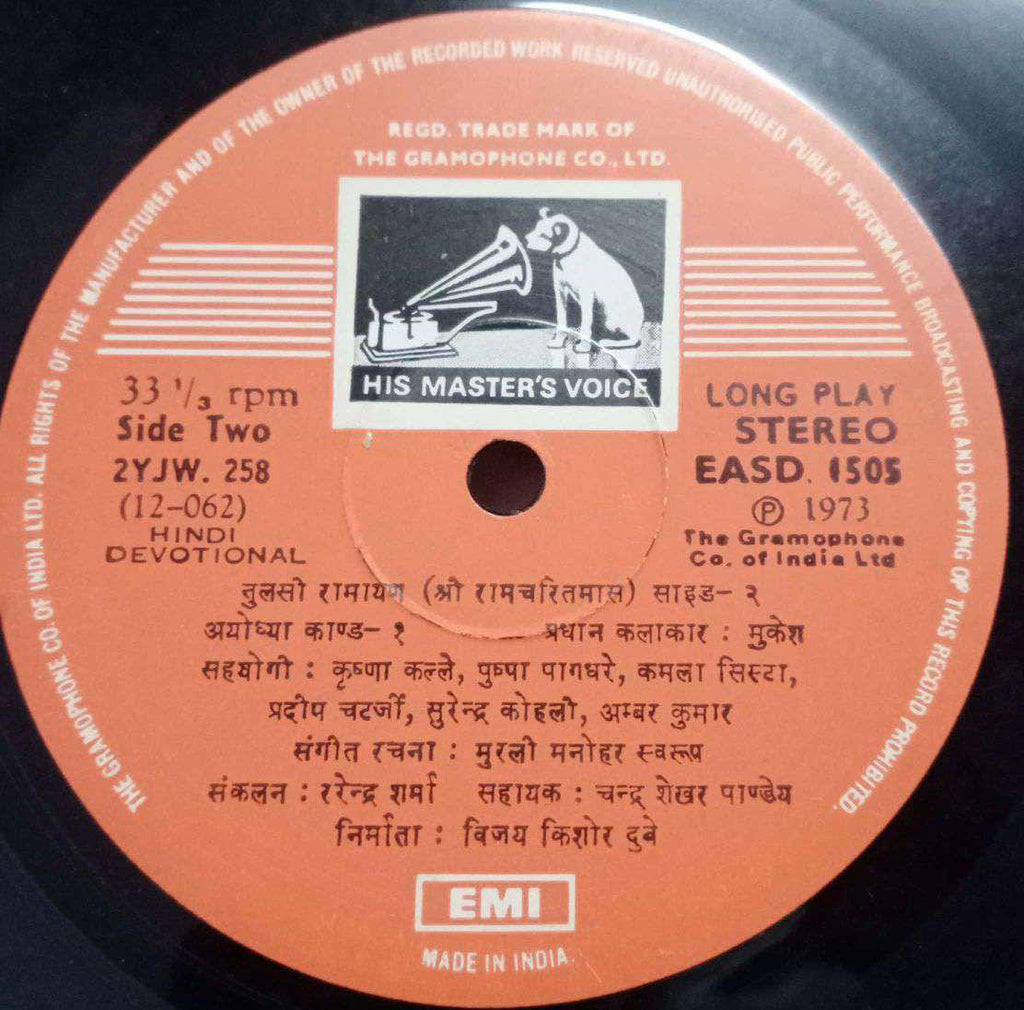 THE GRAMOPHONE CO. OF INDIA LTD. ALL RIGHTS OF THE MANUFACTURER AND OF THE OWNER OF THE RECORDED WORK RESERVED UNAUTHORISED PUBLIC PERFORMANCE BROADCASTING AND COPYING OF THIS RECORD PROHIBITED.
REGD. TRADE MARK OF
THE GRAMOPHONE CO., LTD.
HIS MASTER'S VOICE
33 1/3 rpm
Side Two
2YJW. 258
(12-062)
HINDI
DEVOTIONAL
LONG PLAY
STEREO
EASD. 1505
Ⓟ 1973
The Gramophone
Co. of India Ltd
तुलसी रामायण (श्री रामचरितमास) साइड- २
अयोध्या काण्ड- १ प्रधान कलाकार : मुकेश
सहयोगी : कृष्णा कल्ले, पुष्पा पागधरे, कमला सिस्टा,
प्रदीप चटर्जी, सुरेन्द्र कोहली, अम्बर कुमार
संगीत रचना : मुरली मनोहर स्वरूप
संकलन : ररेन्द्र शर्मा सहायक : चन्द्र शेखर पाण्डेय
निर्माता : विजय किशोर दुबे
EMI
MADE IN INDIA.